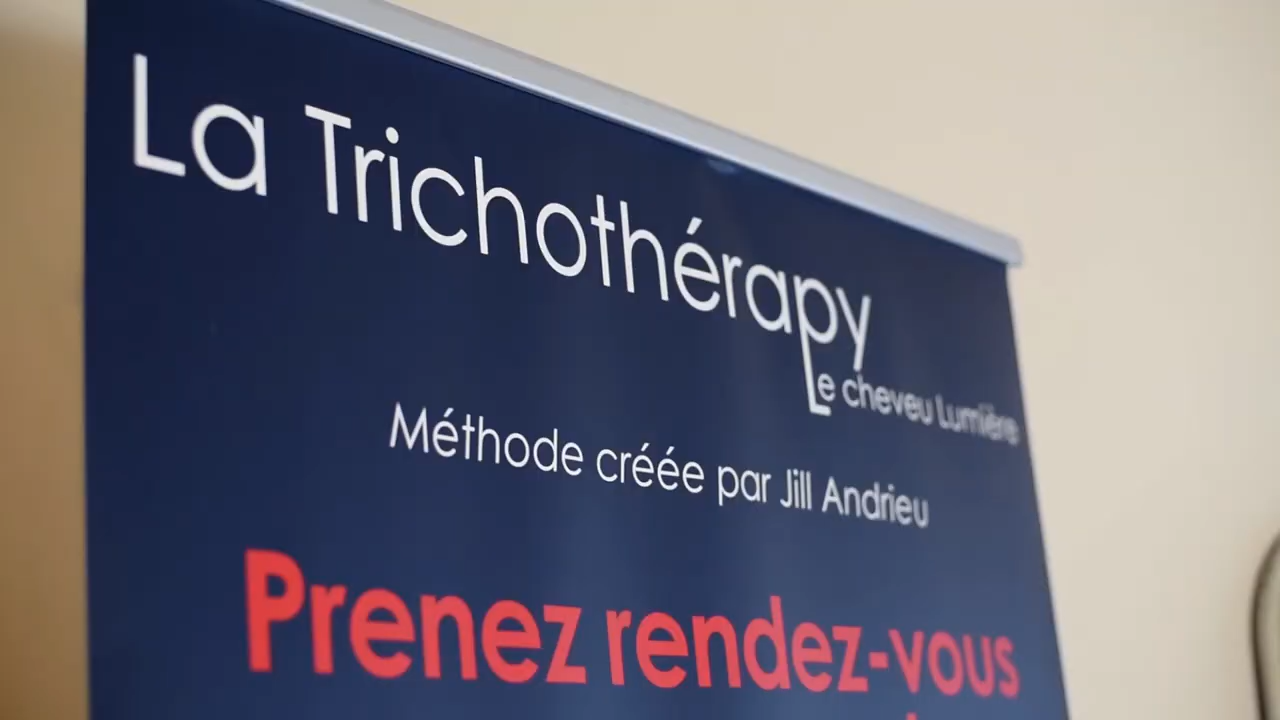 La Trichothérapy
Le cheveu Lumière
Méthode créée par Jill Andrieu
Prenez rendez-vous